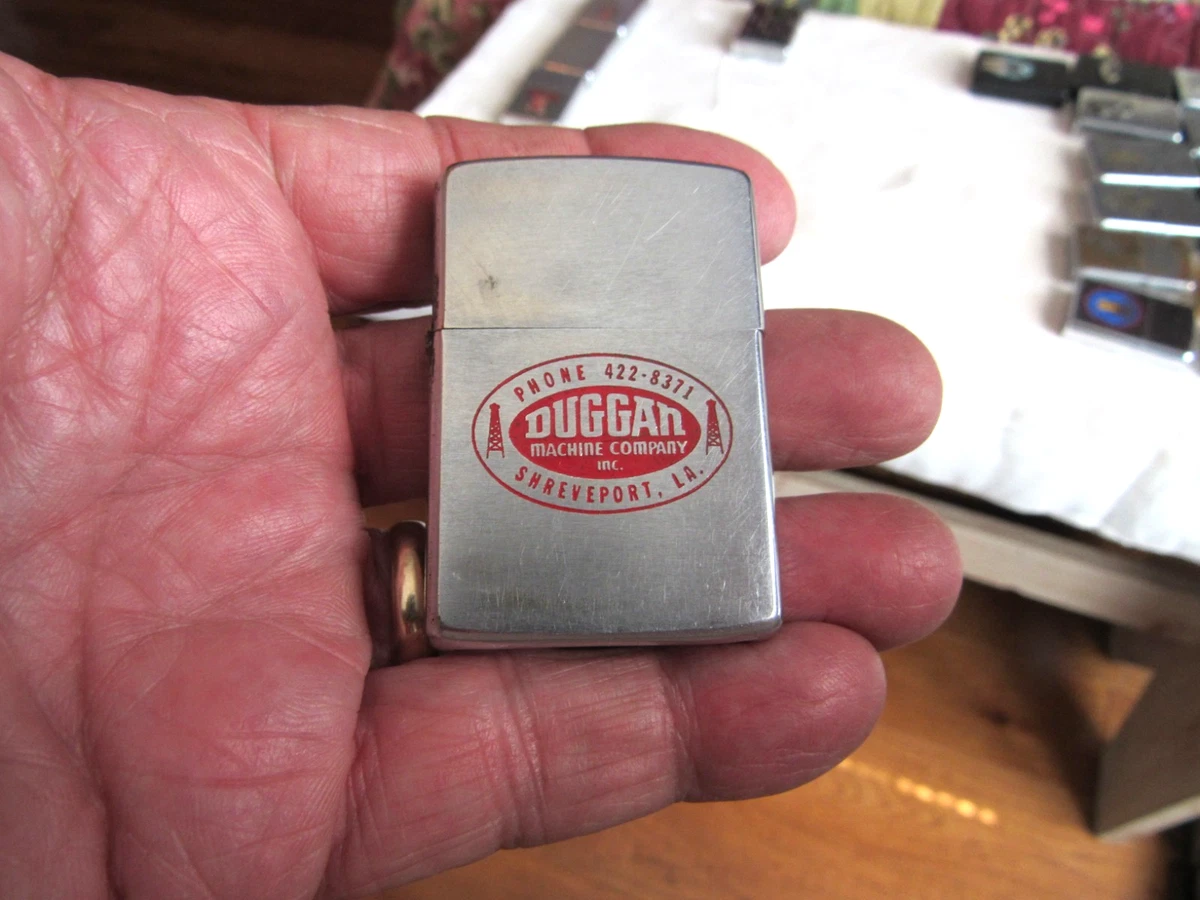 PHONE 422-8371
DUGGAN
MACHINE COMPANY
INC.
SHREVEPORT, LA.